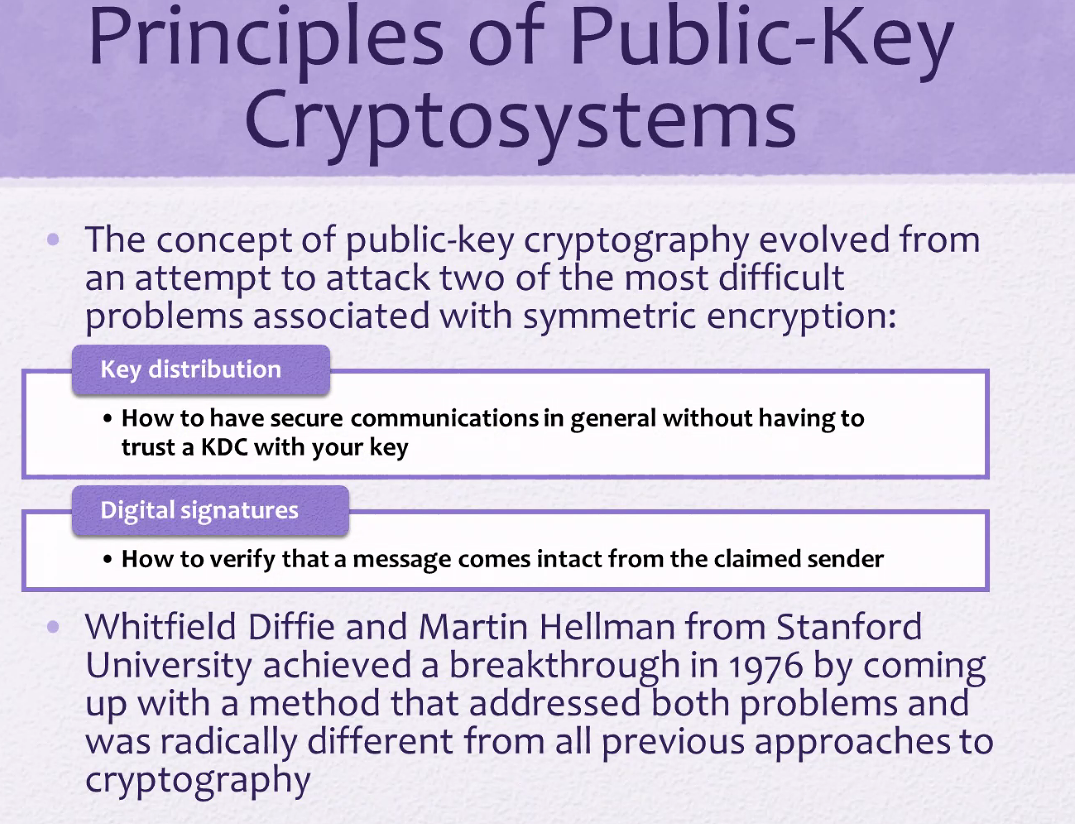 Principles of Public-Key
Cryptosystems
• The concept of public-key cryptography evolved from
an attempt to attack two of the most difficult
problems associated with symmetric encryption:
Key distribution
• How to have secure communications in general without having to
trust a KDC with your key
Digital signatures
• How to verify that a message comes intact from the claimed sender
• Whitfield Diffie and Martin Hellman from Stanford
University achieved a breakthrough in 1976 by coming
up with a method that addressed both problems and
was radically different from all previous approaches to
cryptography